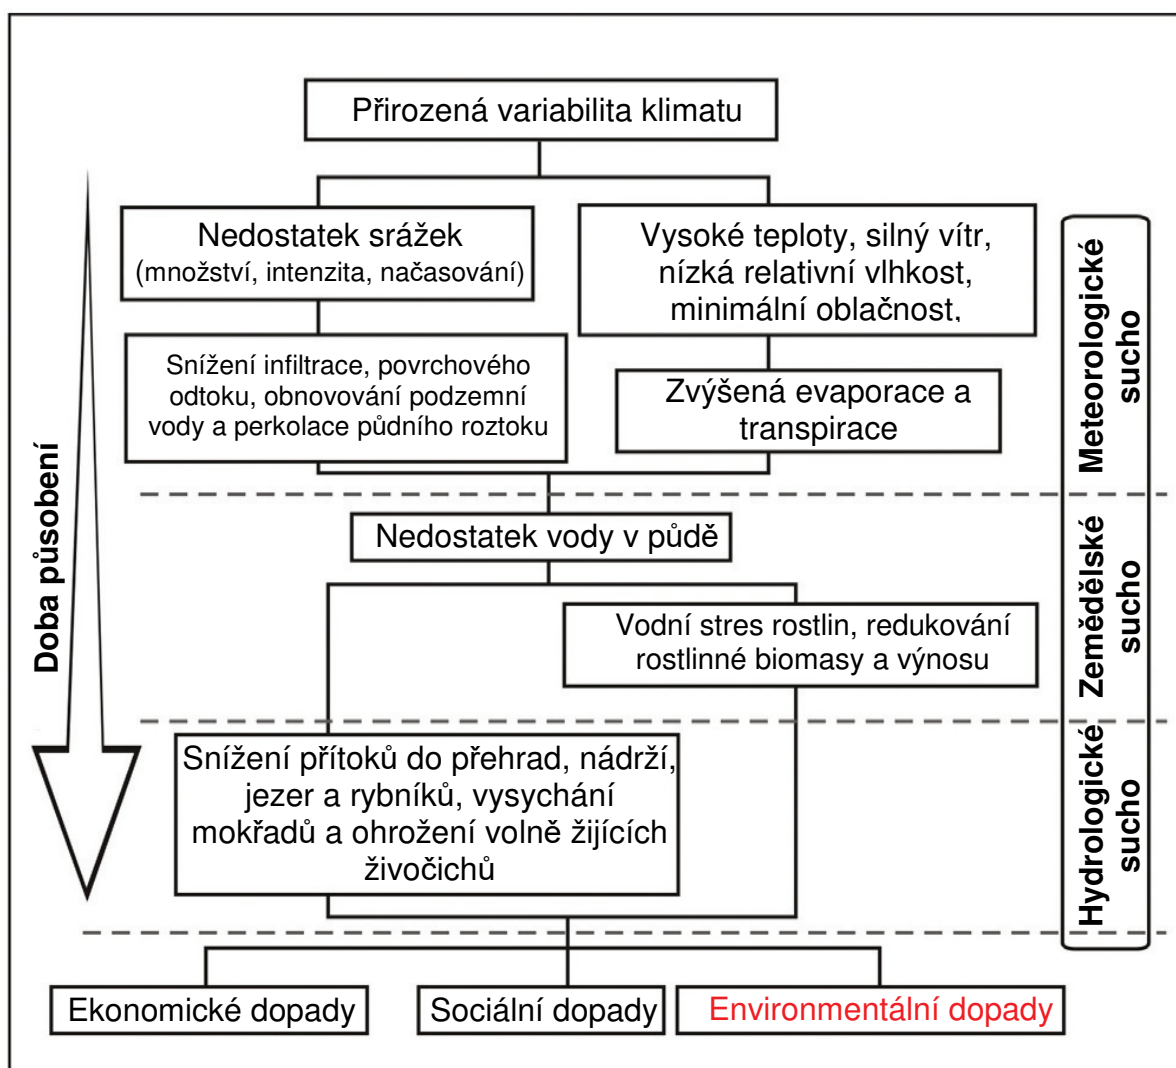 Přirozená variabilita klimatu
Nedostatek srážek
(množství, intenzita, načasování)
Vysoké teploty, silný vítr,
nízká relativní vlhkost,
minimální oblačnost,
Snížení infiltrace, povrchového
odtoku, obnovování podzemní
vody a perkolace půdního roztoku
Zvýšená evaporace a
transpirace
Meteorologické
sucho
Doba působení
Nedostatek vody v půdě
Vodní stres rostlin, redukování
rostlinné biomasy a výnosu
Zemědělské
sucho
Snížení přítoků do přehrad, nádrží,
jezer a rybníků, vysychání
mokřadů a ohrožení volně žijících
živočichů
Hydrologické
sucho
Ekonomické dopady
Sociální dopady
Environmentální dopady